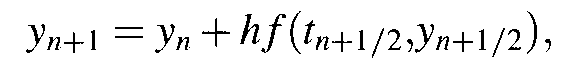 y_{n+1} = y_n + hf(t_{n+1/2},y_{n+1/2}),